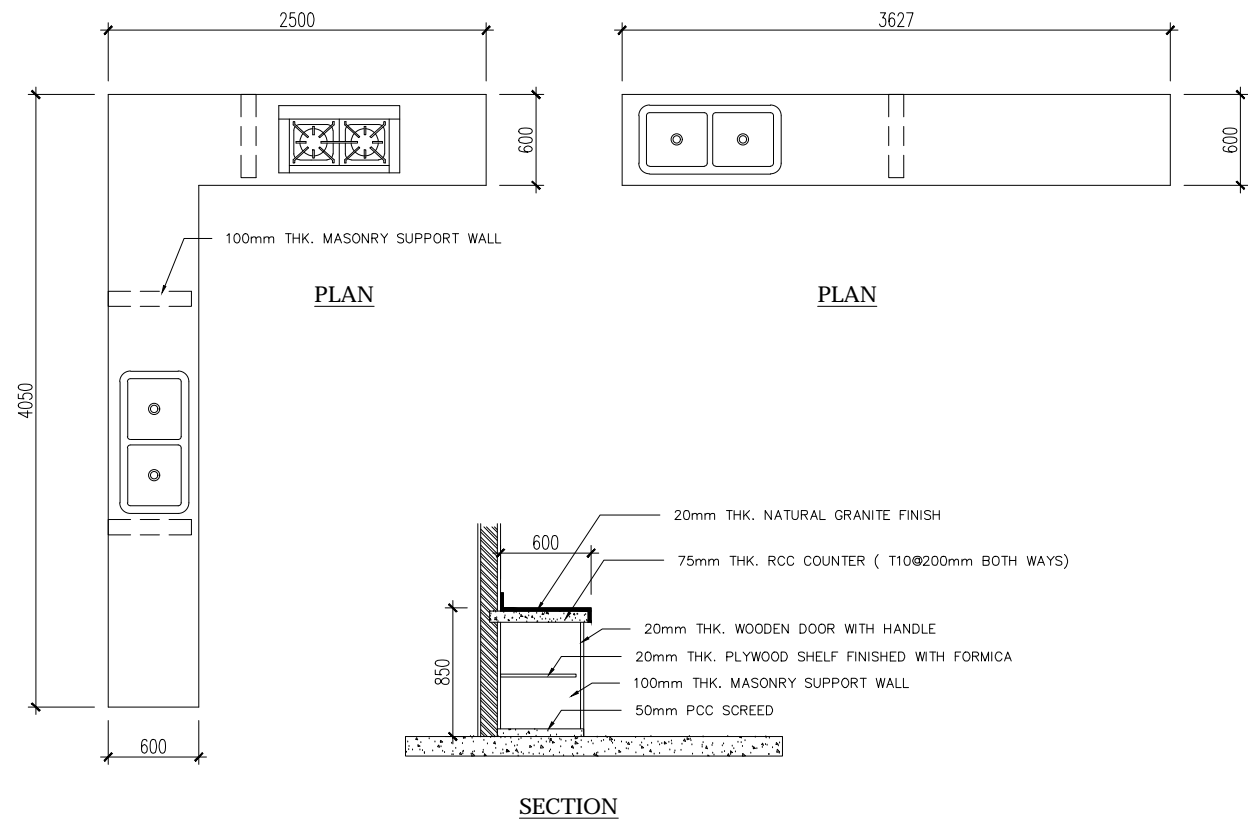 2500
3627
600
600
100mm THK. MASONRY SUPPORT WALL
PLAN
PLAN
4050
20mm THK. NATURAL GRANITE FINISH
600
75mm THK. RCC COUNTER ( T10@200mm BOTH WAYS)
20mm THK. WOODEN DOOR WITH HANDLE
20mm THK. PLYWOOD SHELF FINISHED WITH FORMICA
850
100mm THK. MASONRY SUPPORT WALL
50mm PCC SCREED
600
SECTION